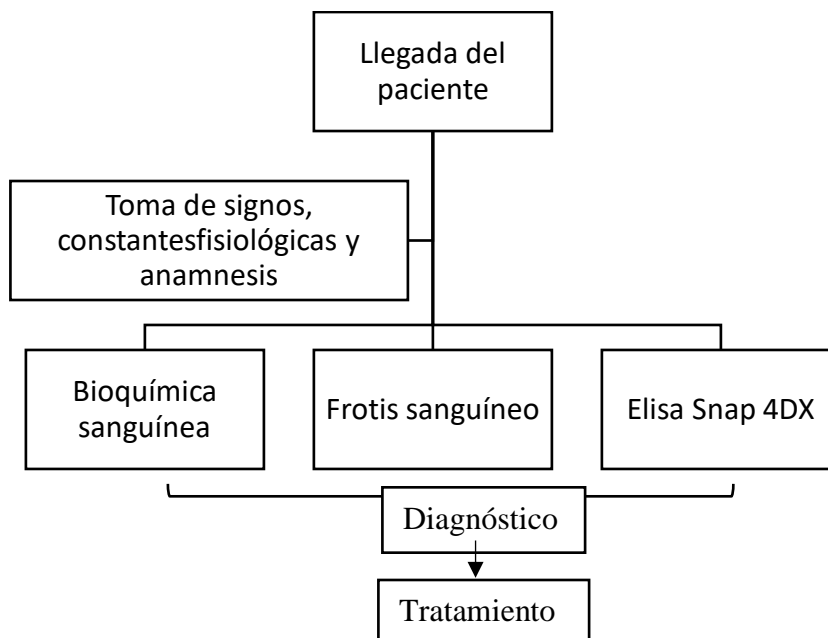 Llegada del
paciente
Toma de signos,
constantesfisiológicas y
anamnesis
Bioquímica
sanguínea
Frotis sanguíneo
Elisa Snap 4DX
Diagnóstico
Tratamiento